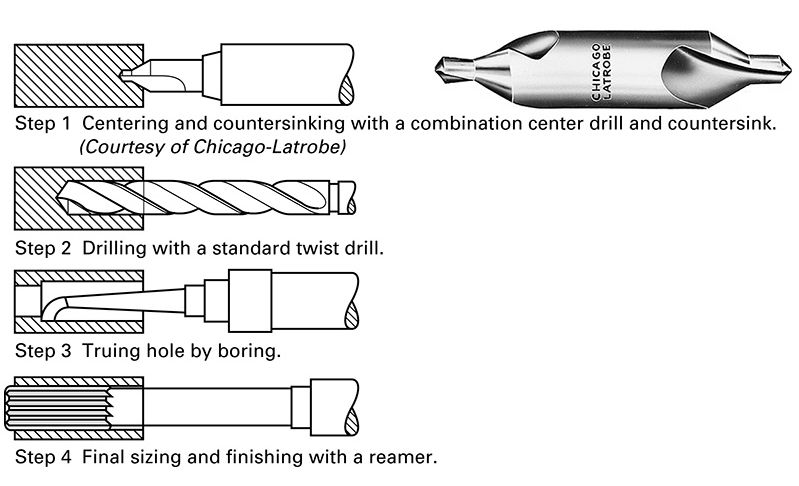 CHICAGO
LATROBE
Step 1 Centering and countersinking with a combination center drill and countersink.
(Courtesy of Chicago-Latrobe)
Step 2 Drilling with a standard twist drill.
Step 3 Truing hole by boring.
Step 4 Final sizing and finishing with a reamer.